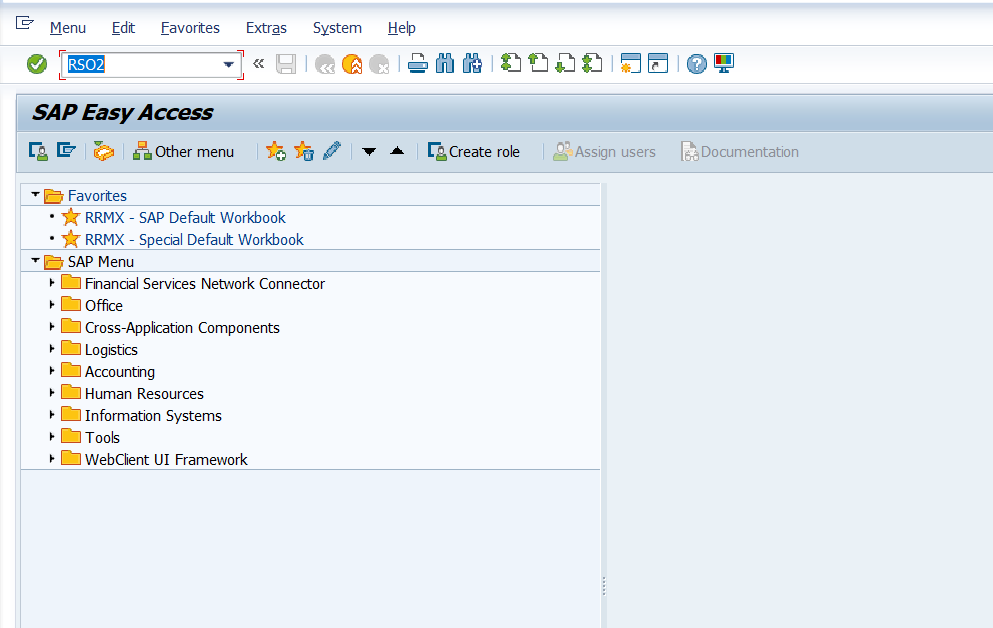 Menu Edit Favorites Extras System Help
RSO2
SAP Easy Access
Other menu Create role Assign users Documentation
Favorites
RRMX - SAP Default Workbook
RRMX - Special Default Workbook
SAP Menu
Financial Services Network Connector
Office
Cross-Application Components
Logistics
Accounting
Human Resources
Information Systems
Tools
WebClient UI Framework